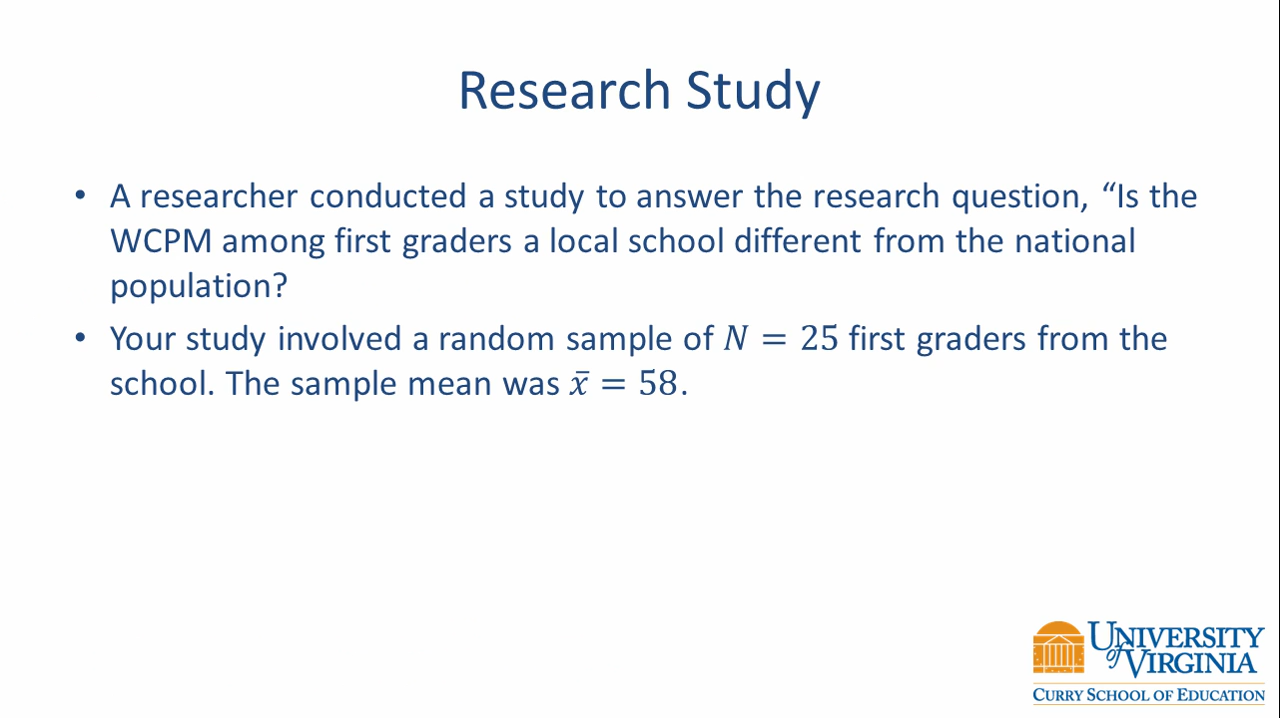 Research Study
• A researcher conducted a study to answer the research question, “Is the
WCPM among first graders a local school different from the national
population?
• Your study involved a random sample of N = 25 first graders from the
school. The sample mean was x̄ = 58.
UNIVERSITY
of VIRGINIA
CURRY SCHOOL OF EDUCATION